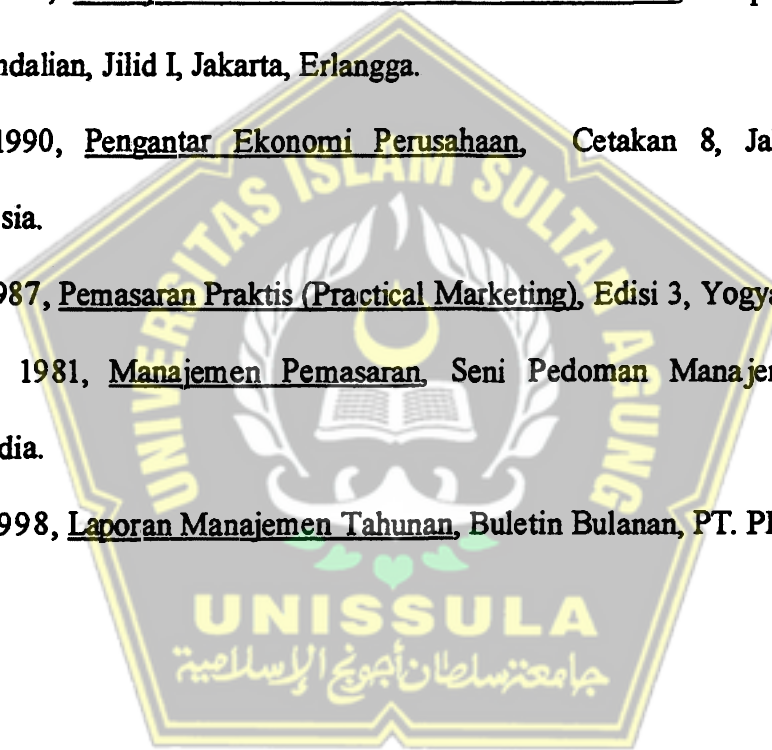 ndalian, Jilid I, Jakarta, Erlangga.
1990, Pengantar Ekonomi Perusahaan, Cetakan 8, Ja
sia.
987, Pemasaran Praktis (Practical Marketing), Edisi 3, Yogya
1981, Manajemen Pemasaran, Seni Pedoman Manajer
dia.
998, Laporan Manajemen Tahunan, Buletin Bulanan, PT. PI
UNIVERSITAS ISLAM SULTAN AGUNG
UNISSULA
جامعة سلطان أجونج الإسلامية